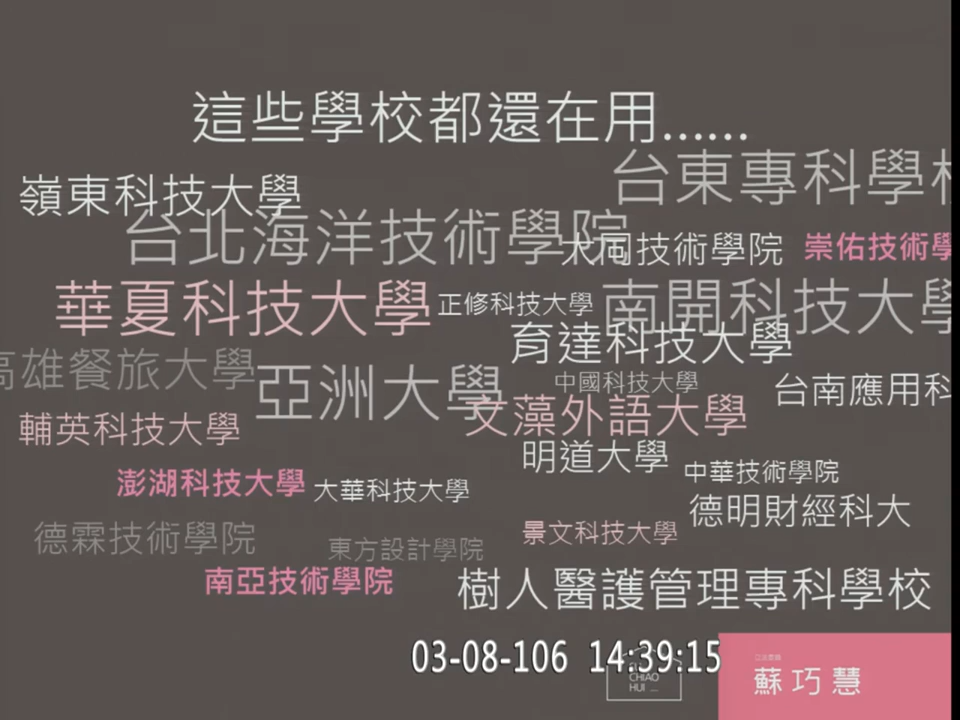 這些學校都還在用......
台東專科學校
嶺東科技大學
台北海洋技術學院
大同技術學院
崇佑技術學
華夏科技大學
正修科技大學
南開科技大學
育達科技大學
高雄餐旅大學
亞洲大學
中國科技大學
台南應用科
文藻外語大學
輔英科技大學
明道大學
中華技術學院
澎湖科技大學
大華科技大學
德明財經科大
德霖技術學院
東方設計學院
景文科技大學
南亞技術學院
樹人醫護管理專科學校
03-08-106 14:39:15
CHIAO
HUI
蘇巧慧